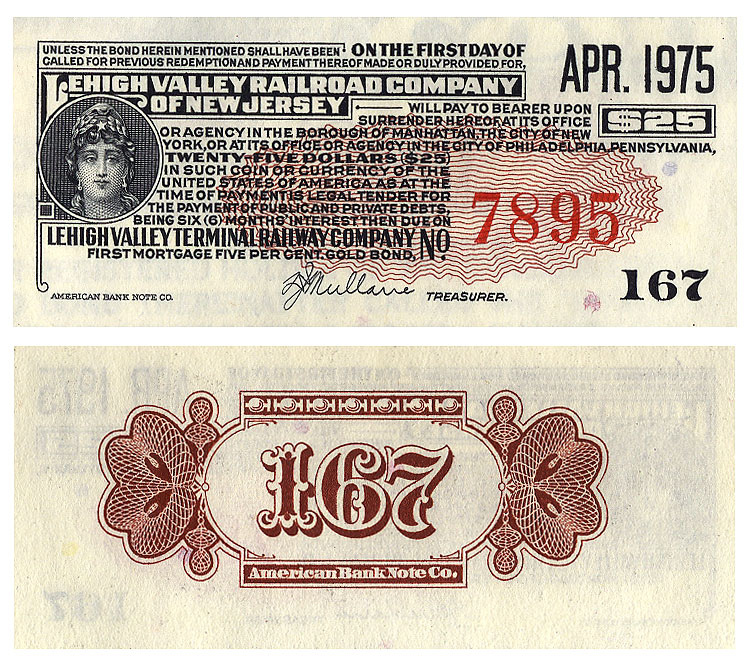 UNLESS THE BOND HEREIN MENTIONED SHALL HAVE BEEN
CALLED FOR PREVIOUS REDEMPTION AND PAYMENT THEREOF MADE OR DULY PROVIDED FOR,
ON THE FIRST DAY OF
APR. 1975
LEHIGH VALLEY RAILROAD COMPANY
OF NEW JERSEY
WILL PAY TO BEARER UPON
SURRENDER HEREOF, AT ITS OFFICE
$25
OR AGENCY IN THE BOROUGH OF MANHATTAN, THE CITY OF NEW
YORK, OR AT ITS OFFICE OR AGENCY IN THE CITY OF PHILADELPHIA, PENNSYLVANIA,
TWENTY-FIVE DOLLARS ($25)
IN SUCH COIN OR CURRENCY OF THE
UNITED STATES OF AMERICA AS AT THE
TIME OF PAYMENT IS LEGAL TENDER FOR
THE PAYMENT OF PUBLIC AND PRIVATE DEBTS,
BEING SIX (6) MONTHS' INTEREST THEN DUE ON
LEHIGH VALLEY TERMINAL RAILWAY COMPANY
FIRST MORTGAGE FIVE PER CENT. GOLD BOND,
No.
7895
AMERICAN BANK NOTE CO.
Mullane
TREASURER.
167
167
American Bank Note Co.